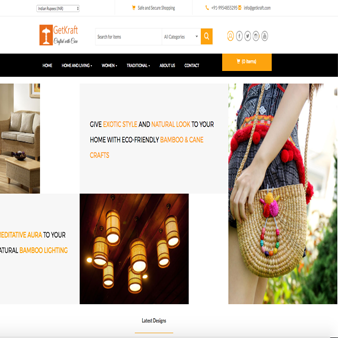 Indian Rupees (INR)
Safe and Secure Shopping
+91-9954835295 info@getkraft.com
GetKraft
Crafted with Care
Search for items All Categories
HOME HOME AND LIVING WOMEN TRADITIONAL ABOUT US CONTACT
(0 Items)
GIVE EXOTIC STYLE AND NATURAL LOOK TO YOUR
HOME WITH ECO-FRIENDLY BAMBOO & CANE
CRAFTS
EDITATIVE AURA TO YOUR
ATURAL BAMBOO LIGHTING
Latest Designs